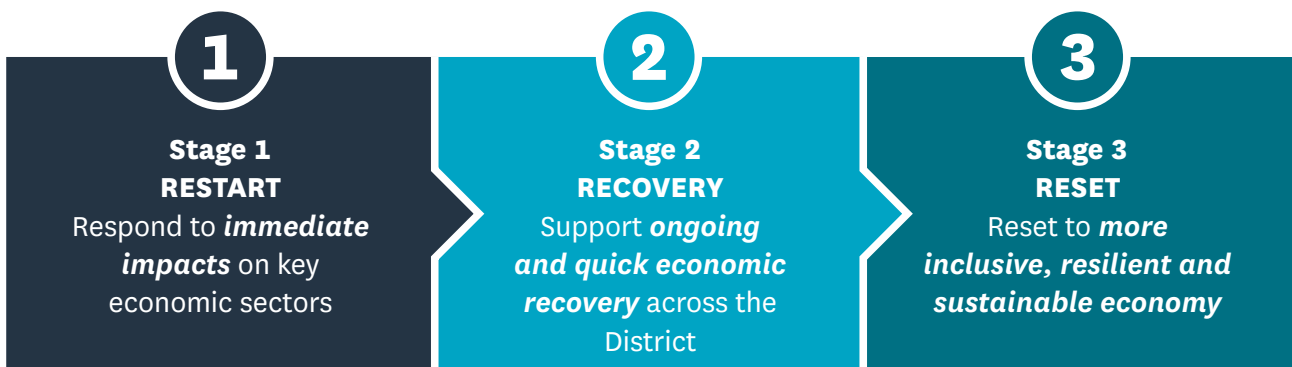 1
Stage 1
RESTART
Respond to immediate
impacts on key
economic sectors
2
Stage 2
RECOVERY
Support ongoing
and quick economic
recovery across the
District
3
Stage 3
RESET
Reset to more
inclusive, resilient and
sustainable economy